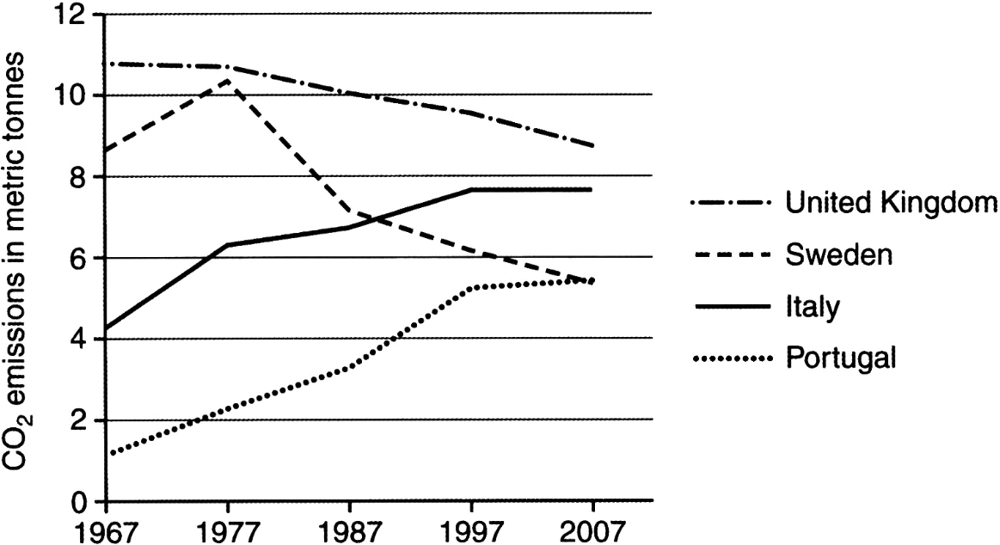 CO₂ emissions in metric tonnes
12
10
8
6
4
2
0
1967 1977 1987 1997 2007
United Kingdom
Sweden
Italy
Portugal